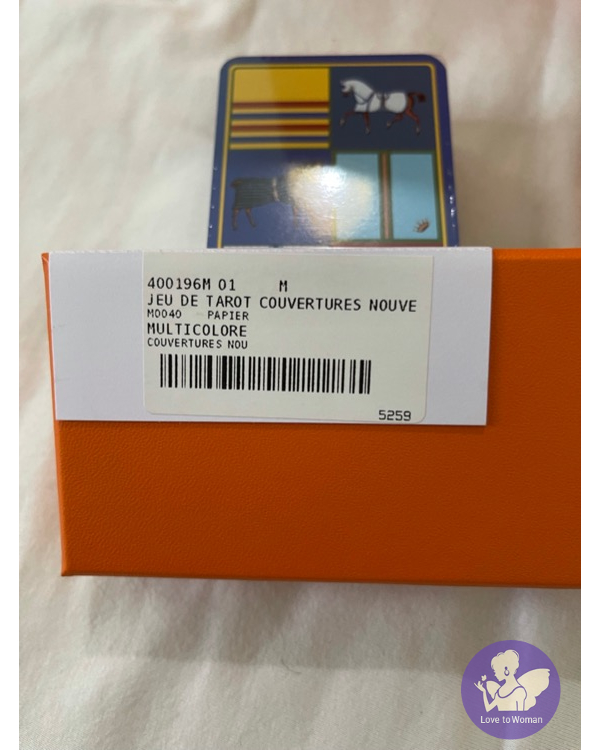 400196M 01 M
JEU DE TAROT COUVERTURES NOUVE
M0040 PAPIER
MULTICOLORE
COUVERTURES NOU
5259
Love to Woman